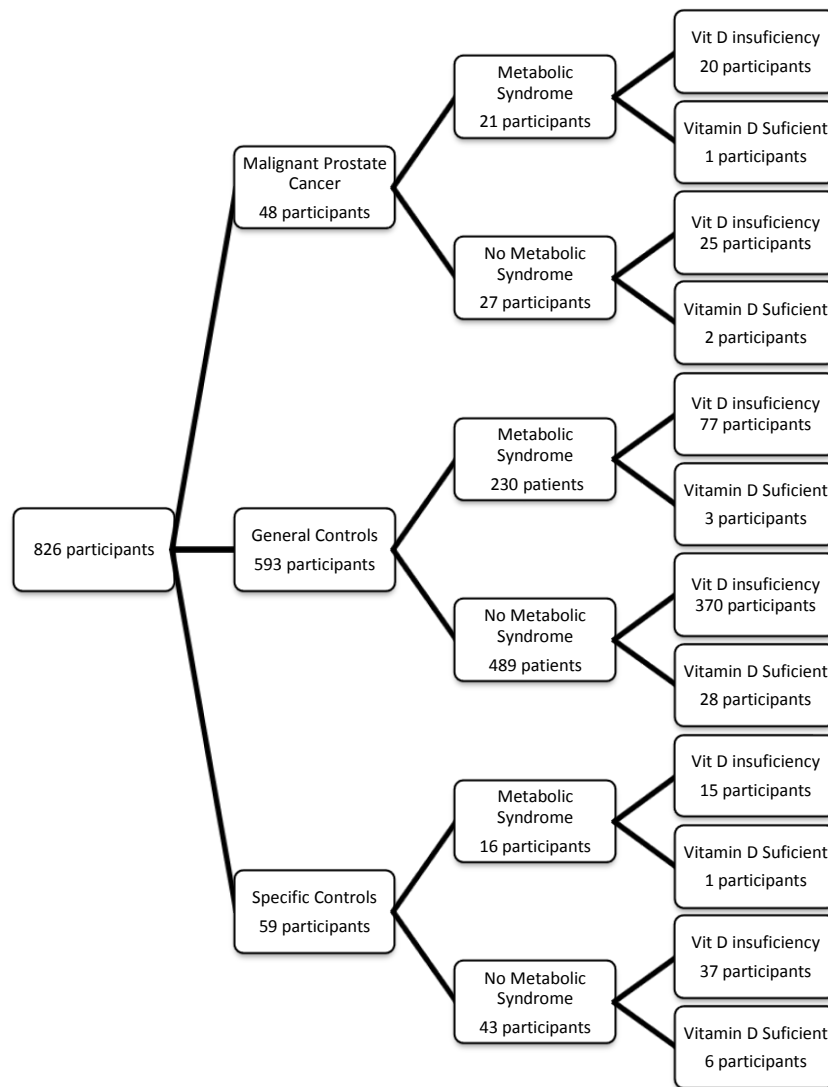 826 participants
Malignant Prostate
Cancer
48 participants
Metabolic
Syndrome
21 participants
Vit D insuficiency
20 participants
Vitamin D Suficient
1 participants
No Metabolic
Syndrome
27 participants
Vit D insuficiency
25 participants
Vitamin D Suficient
2 participants
General Controls
593 participants
Metabolic
Syndrome
230 patients
Vit D insuficiency
77 participants
Vitamin D Suficient
3 participants
No Metabolic
Syndrome
489 patients
Vit D insuficiency
370 participants
Vitamin D Suficient
28 participants
Specific Controls
59 participants
Metabolic
Syndrome
16 participants
Vit D insuficiency
15 participants
Vitamin D Suficient
1 participants
No Metabolic
Syndrome
43 participants
Vit D insuficiency
37 participants
Vitamin D Suficient
6 participants